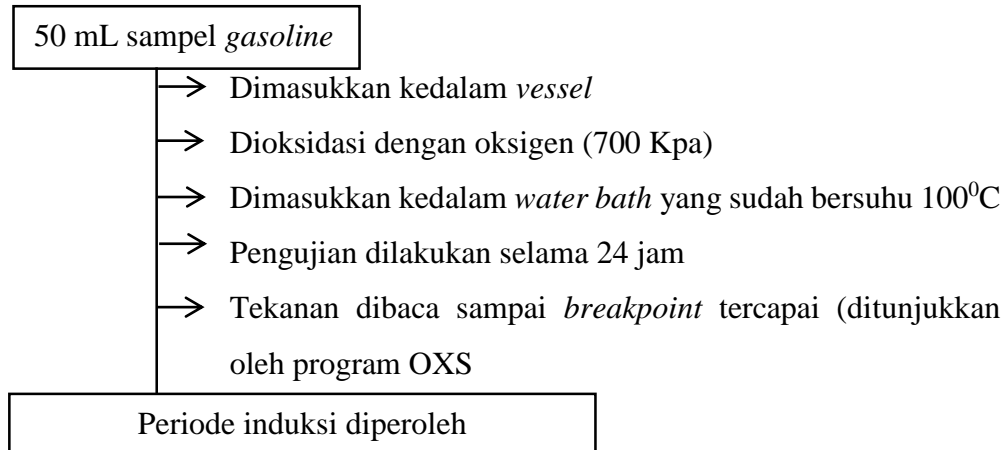 50 mL sampel gasoline
Dimasukkan kedalam vessel
Dioksidasi dengan oksigen (700 Kpa)
Dimasukkan kedalam water bath yang sudah bersuhu 100⁰C
Pengujian dilakukan selama 24 jam
Tekanan dibaca sampai breakpoint tercapai (ditunjukkan
oleh program OXS
Periode induksi diperoleh